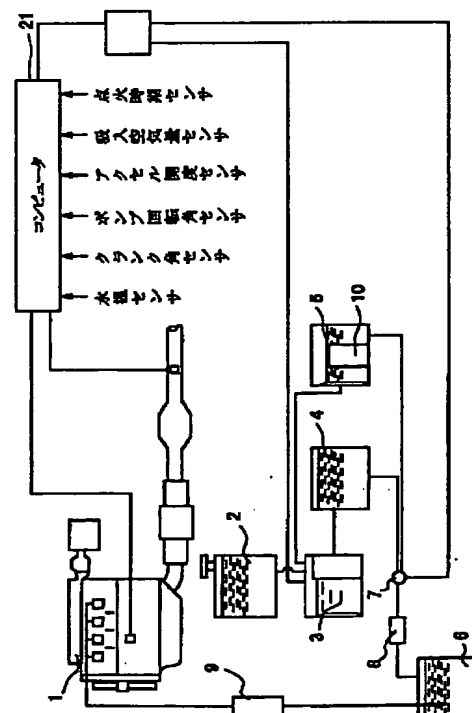 21
コンピュータ
点火時期センサ
吸入空気量センサ
アクセル開度センサ
ポンプ回転角センサ
クランク角センサ
水温センサ
1
2
3
4
5
10
7
8
9
6